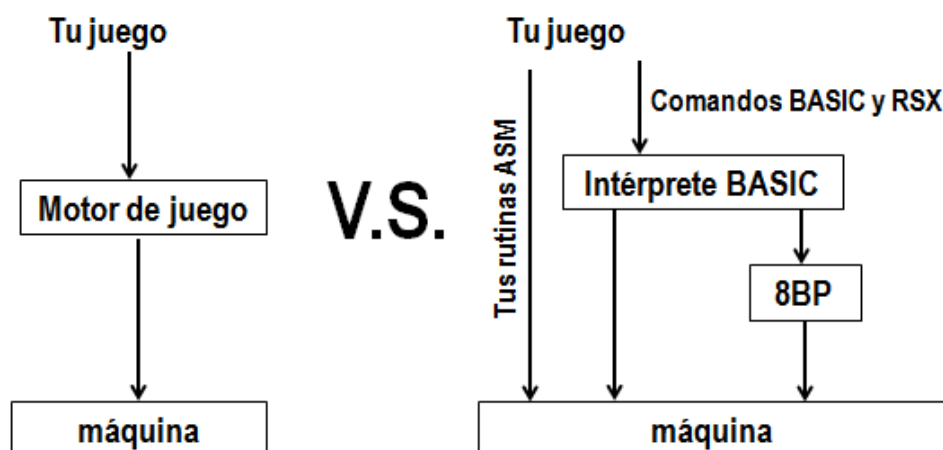 Tu juego
Motor de juego
máquina
V.S.
Tu juego
Comandos BASIC y RSX
Tus rutinas ASM
Intérprete BASIC
8BP
máquina